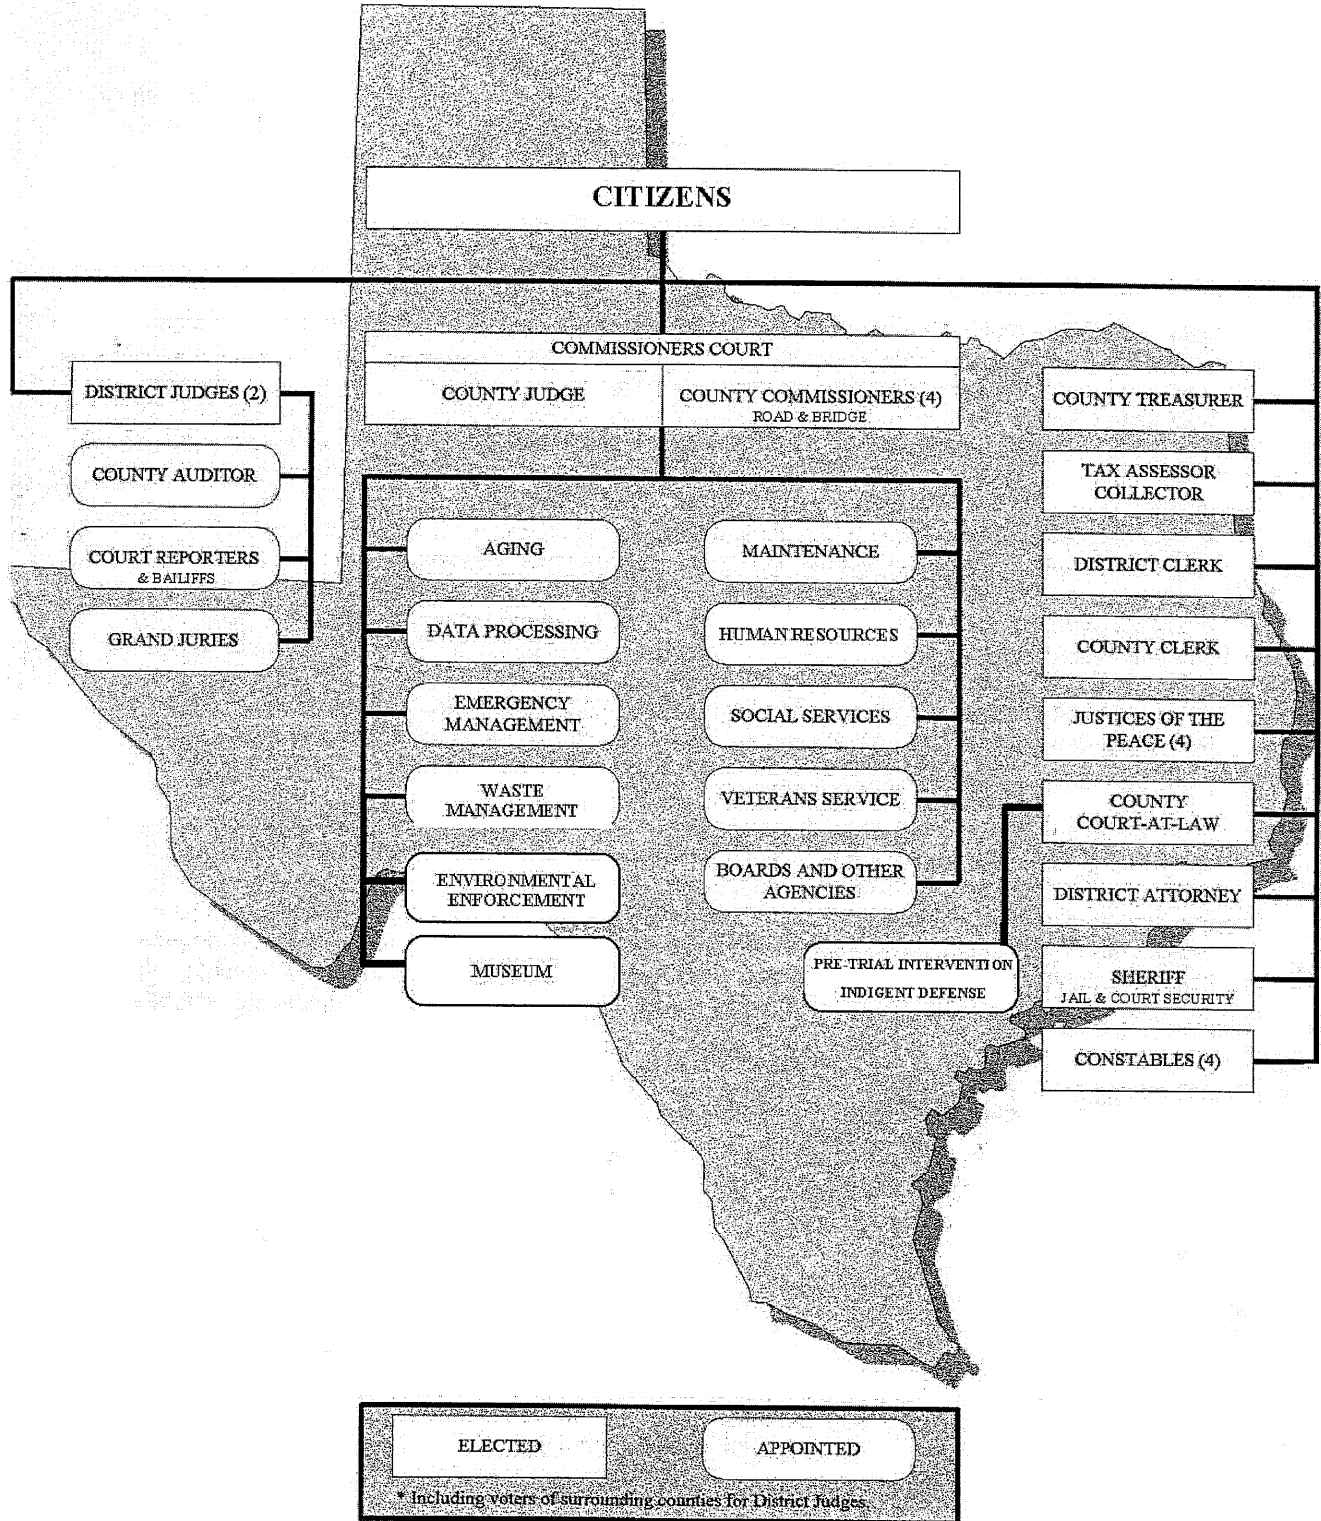 CITIZENS
COMMISSIONERS COURT
COUNTY JUDGE
COUNTY COMMISSIONERS (4)
ROAD & BRIDGE
DISTRICT JUDGES (2)
COUNTY AUDITOR
COURT REPORTERS
& BAILIFFS
GRAND JURIES
AGING
DATA PROCESSING
EMERGENCY
MANAGEMENT
WASTE
MANAGEMENT
ENVIRONMENTAL
ENFORCEMENT
MUSEUM
MAINTENANCE
HUMAN RESOURCES
SOCIAL SERVICES
VETERANS SERVICE
BOARDS AND OTHER
AGENCIES
PRE-TRIAL INTERVENTION
INDIGENT DEFENSE
COUNTY TREASURER
TAX ASSESSOR
COLLECTOR
DISTRICT CLERK
COUNTY CLERK
JUSTICES OF THE
PEACE (4)
COUNTY
COURT-AT-LAW
DISTRICT ATTORNEY
SHERIFF
JAIL & COURT SECURITY
CONSTABLES (4)
ELECTED
APPOINTED
* Including voters of surrounding counties for District Judges.